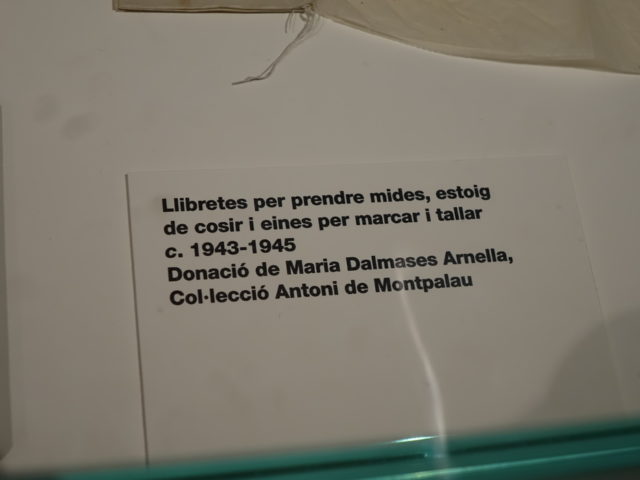 Llibretes per prendre mides, estoig
de cosir i eines per marcar i tallar
c. 1943-1945
Donació de Maria Dalmases Arnella,
Col·lecció Antoni de Montpalau